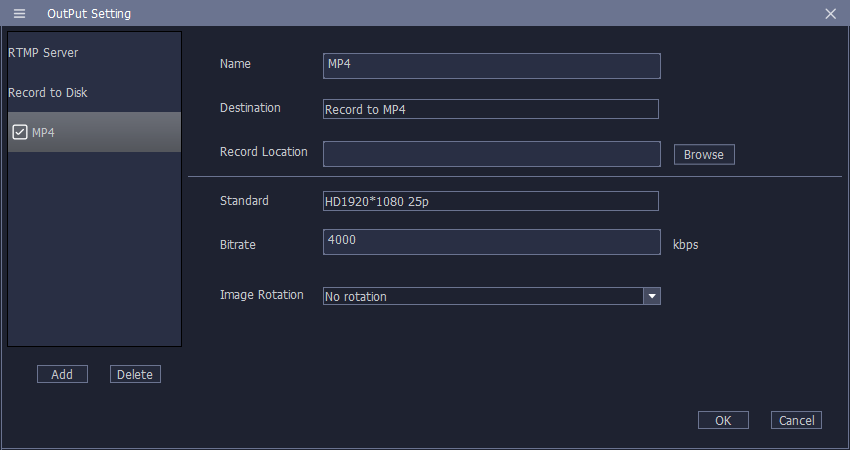 OutPut Setting
RTMP Server
Record to Disk
MP4
Name
MP4
Destination
Record to MP4
Record Location
Browse
Standard
HD1920*1080 25p
Bitrate
4000
kbps
Image Rotation
No rotation
Add
Delete
OK
Cancel